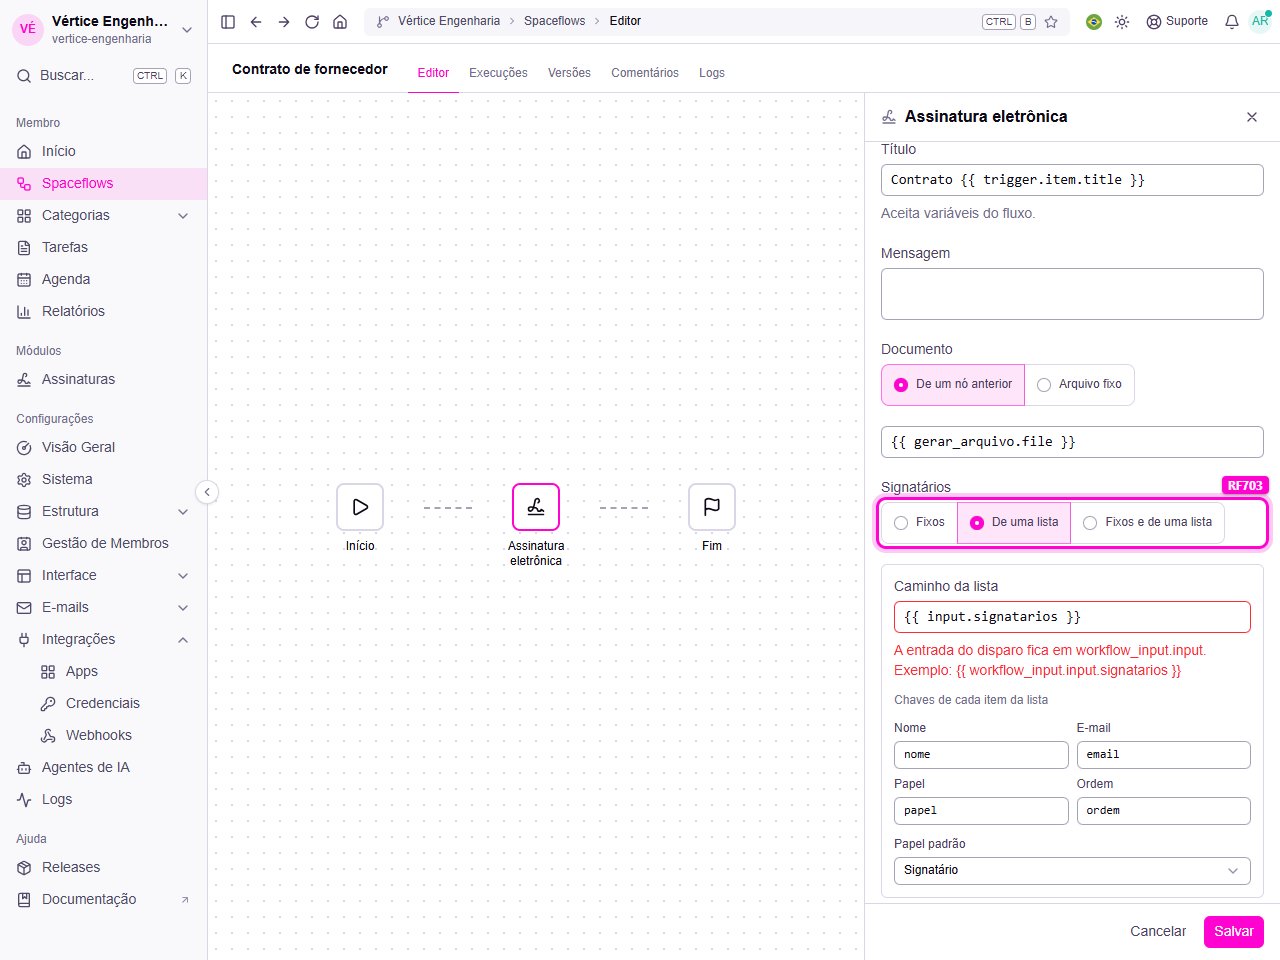 VÉ
Vértice Engenh...
vertice-engenharia
Buscar...
CTRL
K
Membro
Início
Spaceflows
Categorias
Tarefas
Agenda
Relatórios
Módulos
Assinaturas
Configurações
Visão Geral
Sistema
Estrutura
Gestão de Membros
Interface
E-mails
Integrações
Apps
Credenciais
Webhooks
Agentes de IA
Logs
Ajuda
Releases
Documentação
Vértice Engenharia
Spaceflows
Editor
CTRL
B
Suporte
AR
Contrato de fornecedor
Editor
Execuções
Versões
Comentários
Logs
Início
Assinatura
eletrônica
Fim
Assinatura eletrônica
Título
Contrato {{ trigger.item.title }}
Aceita variáveis do fluxo.
Mensagem
Documento
De um nó anterior
Arquivo fixo
{{ gerar_arquivo.file }}
Signatários
RF703
Fixos
De uma lista
Fixos e de uma lista
Caminho da lista
{{ input.signatarios }}
A entrada do disparo fica em workflow_input.input.
Exemplo: {{ workflow_input.input.signatarios }}
Chaves de cada item da lista
Nome
E-mail
nome
email
Papel
Ordem
papel
ordem
Papel padrão
Signatário
Cancelar
Salvar